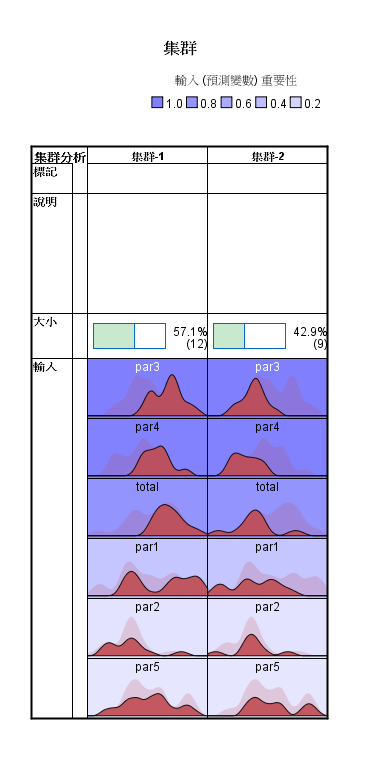 集群
輸入 (預測變數) 重要性
1.0 0.8 0.6 0.4 0.2
集群分析 集群-1 集群-2
標記
說明
大小 57.1% (12) 42.9% (9)
輸入 par3 par3
par4 par4
total total
par1 par1
par2 par2
par5 par5